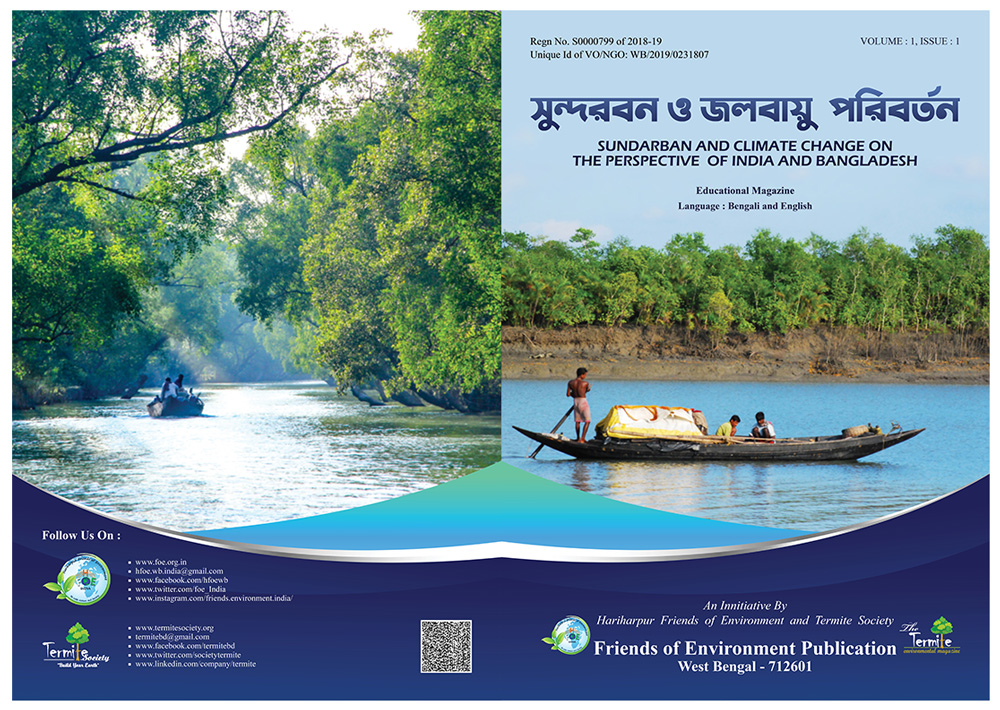 Regn No. S0000799 of 2018-19
Unique Id of VO/NGO: WB/2019/0231807
VOLUME : 1, ISSUE : 1
সুন্দরবন ও জলবায়ু পরিবর্তন
SUNDARBAN AND CLIMATE CHANGE ON
THE PERSPECTIVE OF INDIA AND BANGLADESH
Educational Magazine
Language : Bengali and English
Follow Us On :
FOE
www.foe.org.in
hfoe.wb.india@gmail.com
www.facebook.com/hfoewb
www.twitter.com/foe_India
www.instagram.com/friends.environment.india/
Termite
Society
"Build Your Earth"
www.termitesociety.org
termitebd@gmail.com
www.facebook.com/termitebd
www.twitter.com/societytermite
www.linkedin.com/company/termite
An Innitiative By
Hariharpur Friends of Environment and Termite Society
Friends of Environment Publication
West Bengal - 712601
FOE
The
Termite
environmental magazine